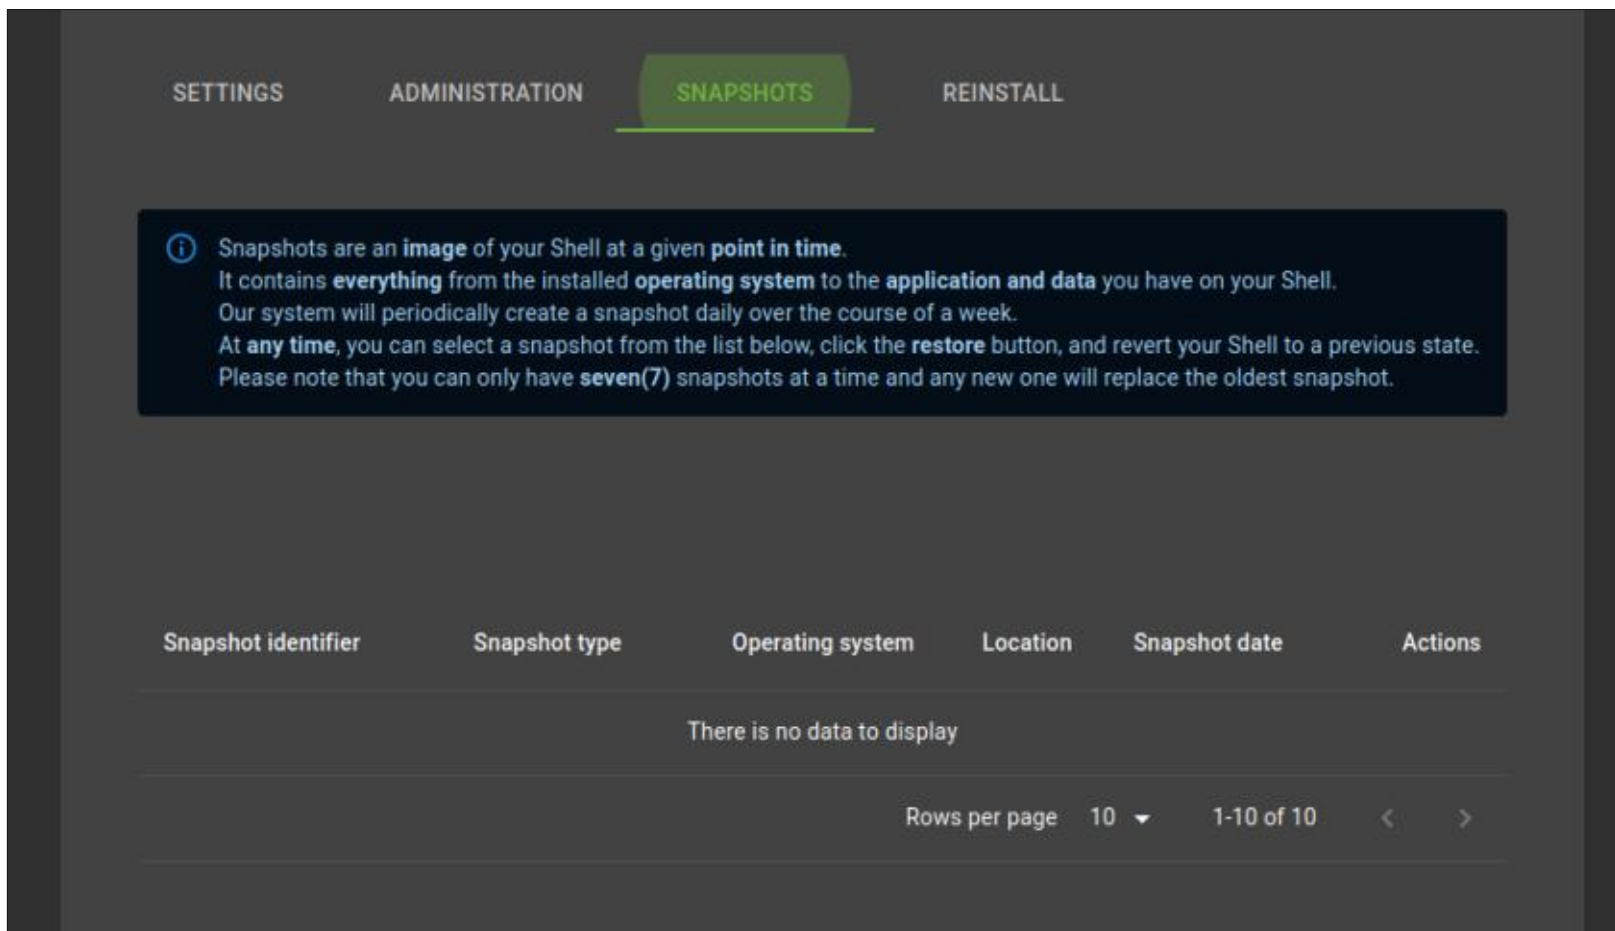 SETTINGS ADMINISTRATION SNAPSHOTS REINSTALL
Snapshots are an image of your Shell at a given point in time.
It contains everything from the installed operating system to the application and data you have on your Shell.
Our system will periodically create a snapshot daily over the course of a week.
At any time, you can select a snapshot from the list below, click the restore button, and revert your Shell to a previous state.
Please note that you can only have seven(7) snapshots at a time and any new one will replace the oldest snapshot.
Snapshot identifier Snapshot type Operating system Location Snapshot date Actions
There is no data to display
Rows per page 10 1-10 of 10